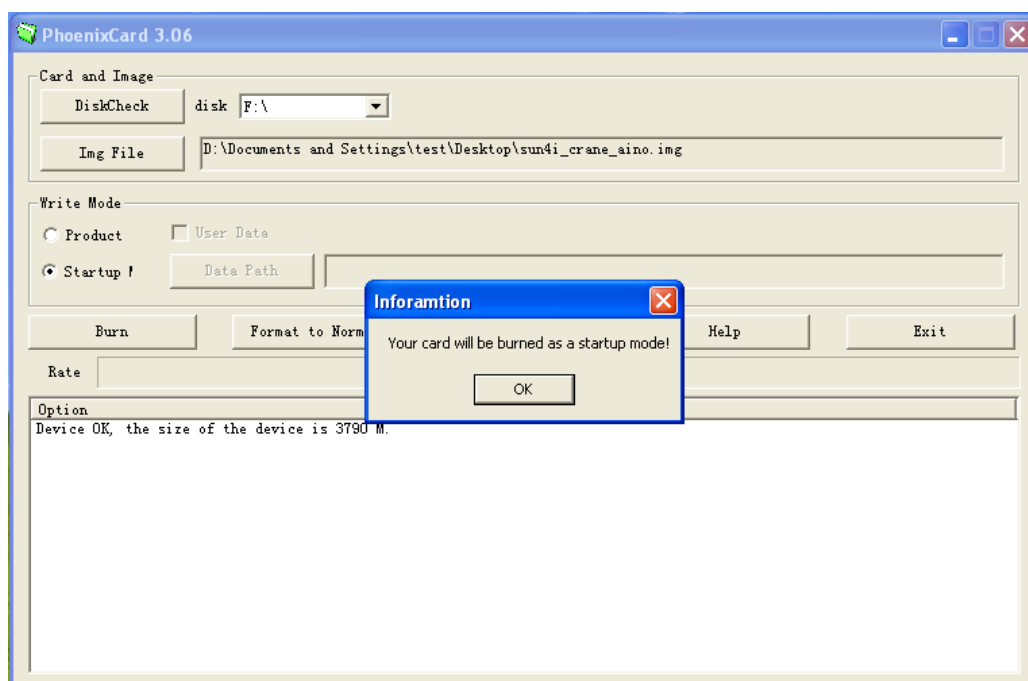 PhoenixCard 3.06
Card and Image
DiskCheck disk F:\
Img File D:\Documents and Settings\test\Desktop\sun4i_crane_aino.img
Write Mode
Product User Data
Startup Data Path
Inforamtion
Your card will be burned as a startup mode!
OK
Burn Format to Norm Help Exit
Rate
Option
Device OK, the size of the device is 3790 M.